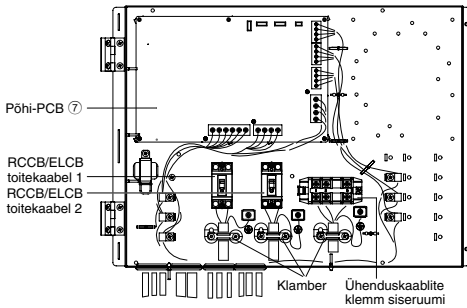 Põhi-PCB ⑦
RCCB/ELCB
toitekaabel 1
RCCB/ELCB
toitekaabel 2
Klamber
Ühenduskaablite
klemm siseruumi